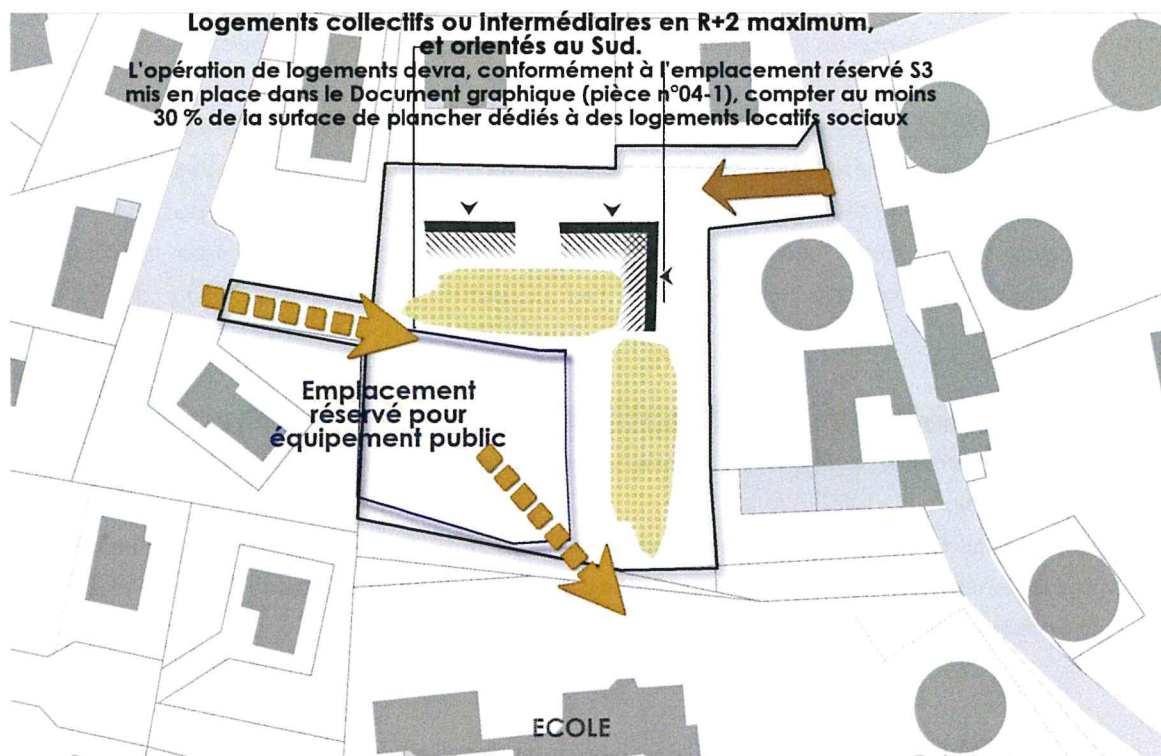 Logements collectifs ou intermédiaires en R+2 maximum,
et orientés au Sud.
L'opération de logements devra, conformément à l'emplacement réservé S3
mis en place dans le Document graphique (pièce n°04-1), compter au moins
30 % de la surface de plancher dédiés à des logements locatifs sociaux
Emplacement
réservé pour
équipement public
ECOLE